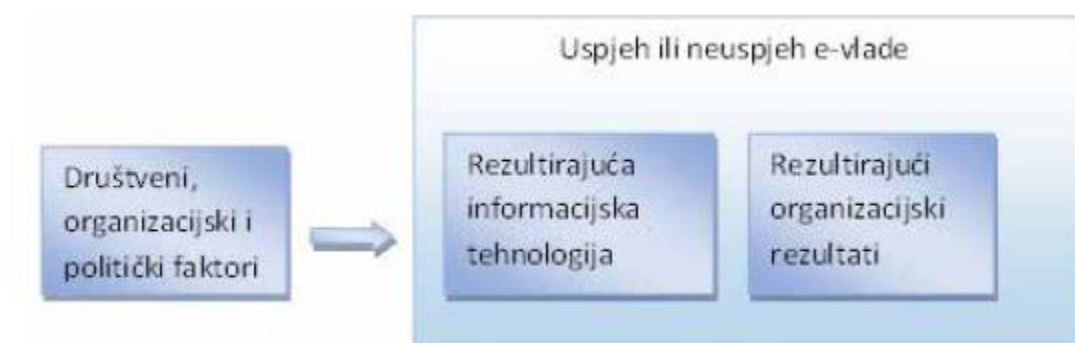 Uspjeh ili neuspjeh e-vlade
Društveni,
organizacijski i
politički faktori
Rezultirajuća
informacijska
tehnologija
Rezultirajući
organizacijski
rezultati